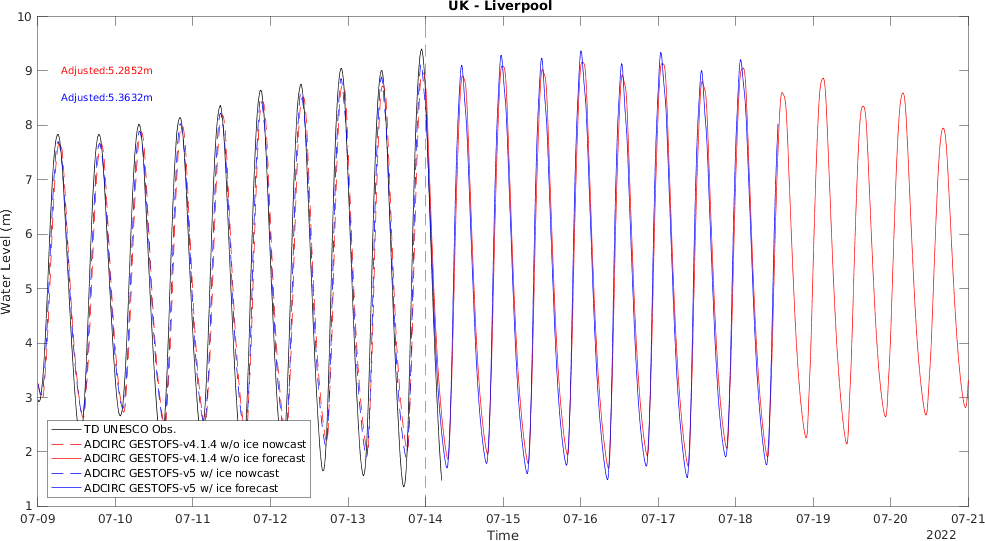 UK - Liverpool
10
9
8
7
6
5
4
3
2
1
Water Level (m)
Adjusted:5.2852m
Adjusted:5.3632m
TD UNESCO Obs.
ADCIRC GESTOFS-v4.1.4 w/o ice nowcast
ADCIRC GESTOFS-v4.1.4 w/o ice forecast
ADCIRC GESTOFS-v5 w/ ice nowcast
ADCIRC GESTOFS-v5 w/ ice forecast
07-09 07-10 07-11 07-12 07-13 07-14 07-15 07-16 07-17 07-18 07-19 07-20 07-21
Time
2022